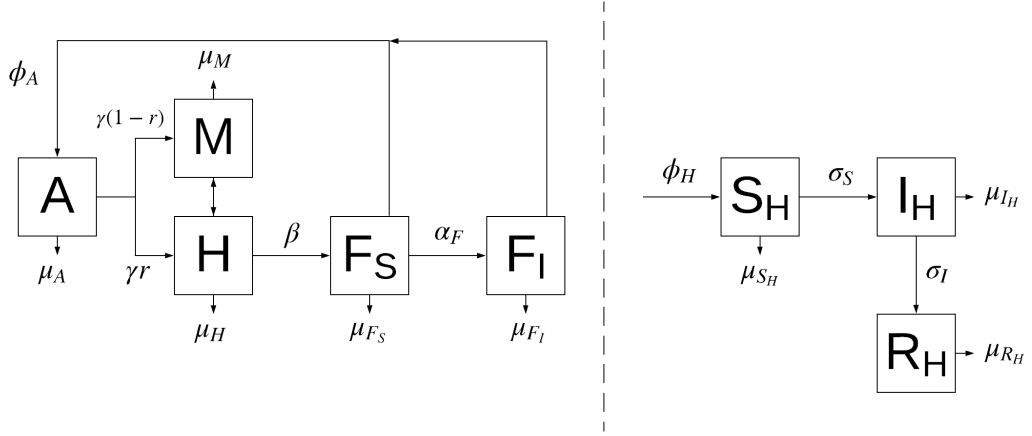 ϕ_A
μ_M
γ(1 − r)
M
A
μ_A
γr
H
μ_H
β
F_S
μ_{F_S}
α_F
F_I
μ_{F_I}
ϕ_H
S_H
μ_{S_H}
σ_S
I_H
μ_{I_H}
σ_I
R_H
μ_{R_H}